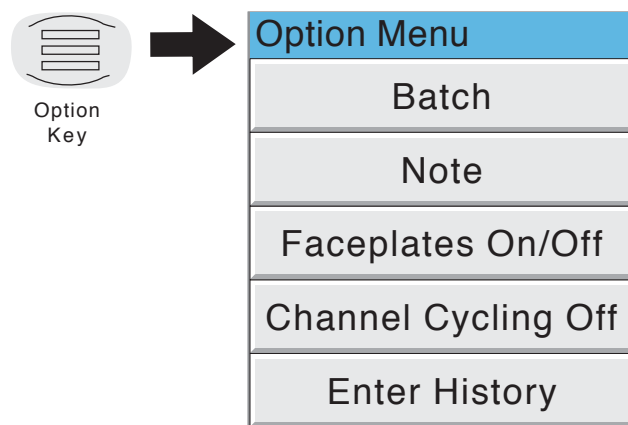 Option Menu
Option
Key
Batch
Note
Faceplates On/Off
Channel Cycling Off
Enter History